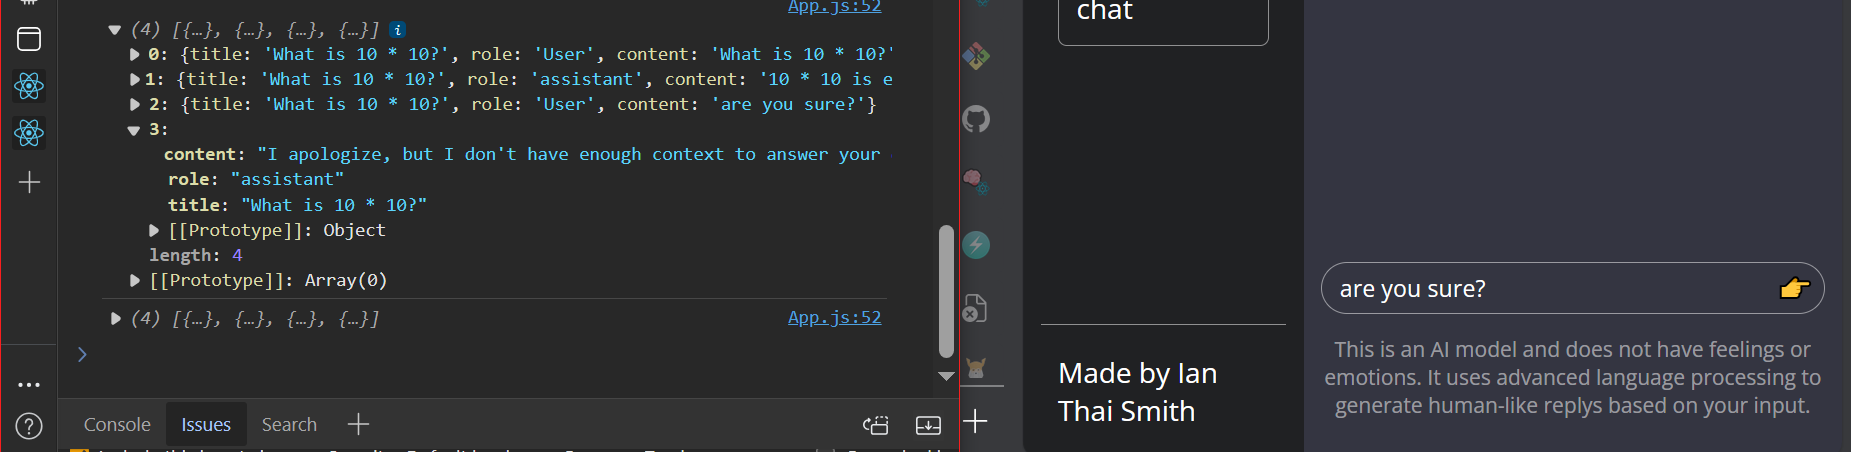 App.js:52
(4) [{…}, {…}, {…}, {…}] i
0: {title: 'What is 10 * 10?', role: 'User', content: 'What is 10 * 10?'
1: {title: 'What is 10 * 10?', role: 'assistant', content: '10 * 10 is e
2: {title: 'What is 10 * 10?', role: 'User', content: 'are you sure?'}
3:
content: "I apologize, but I don't have enough context to answer your
role: "assistant"
title: "What is 10 * 10?"
[[Prototype]]: Object
length: 4
[[Prototype]]: Array(0)
(4) [{…}, {…}, {…}, {…}]
App.js:52
Console
Issues
Search
chat
Made by Ian
Thai Smith
are you sure?
This is an AI model and does not have feelings or
emotions. It uses advanced language processing to
generate human-like replys based on your input.